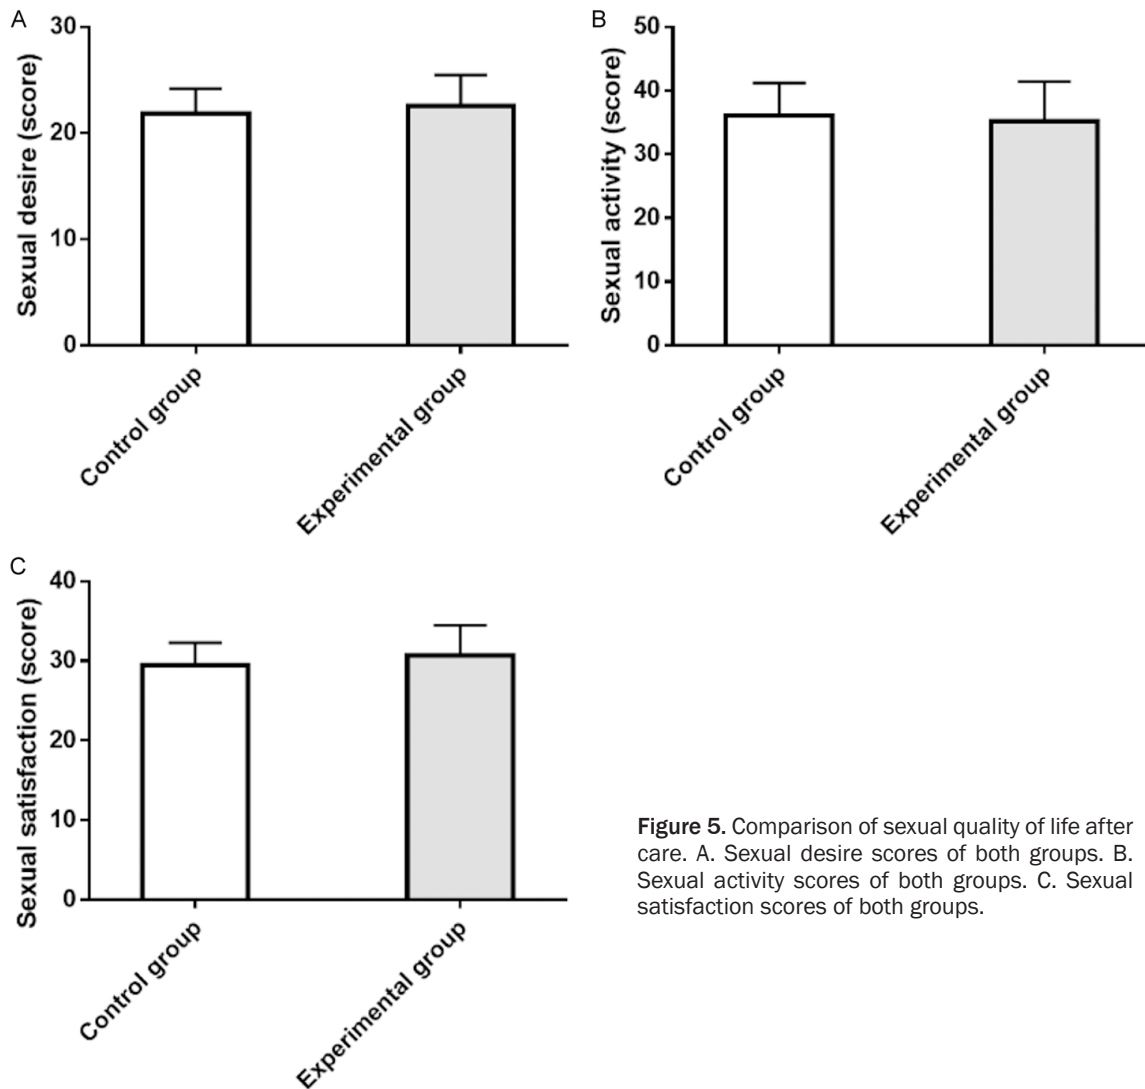 A
Sexual desire (score)
30
20
10
0
Control group
Experimental group
B
Sexual activity (score)
50
40
30
20
10
0
Control group
Experimental group
C
Sexual satisfaction (score)
40
30
20
10
0
Control group
Experimental group
Figure 5. Comparison of sexual quality of life after
care. A. Sexual desire scores of both groups. B.
Sexual activity scores of both groups. C. Sexual
satisfaction scores of both groups.